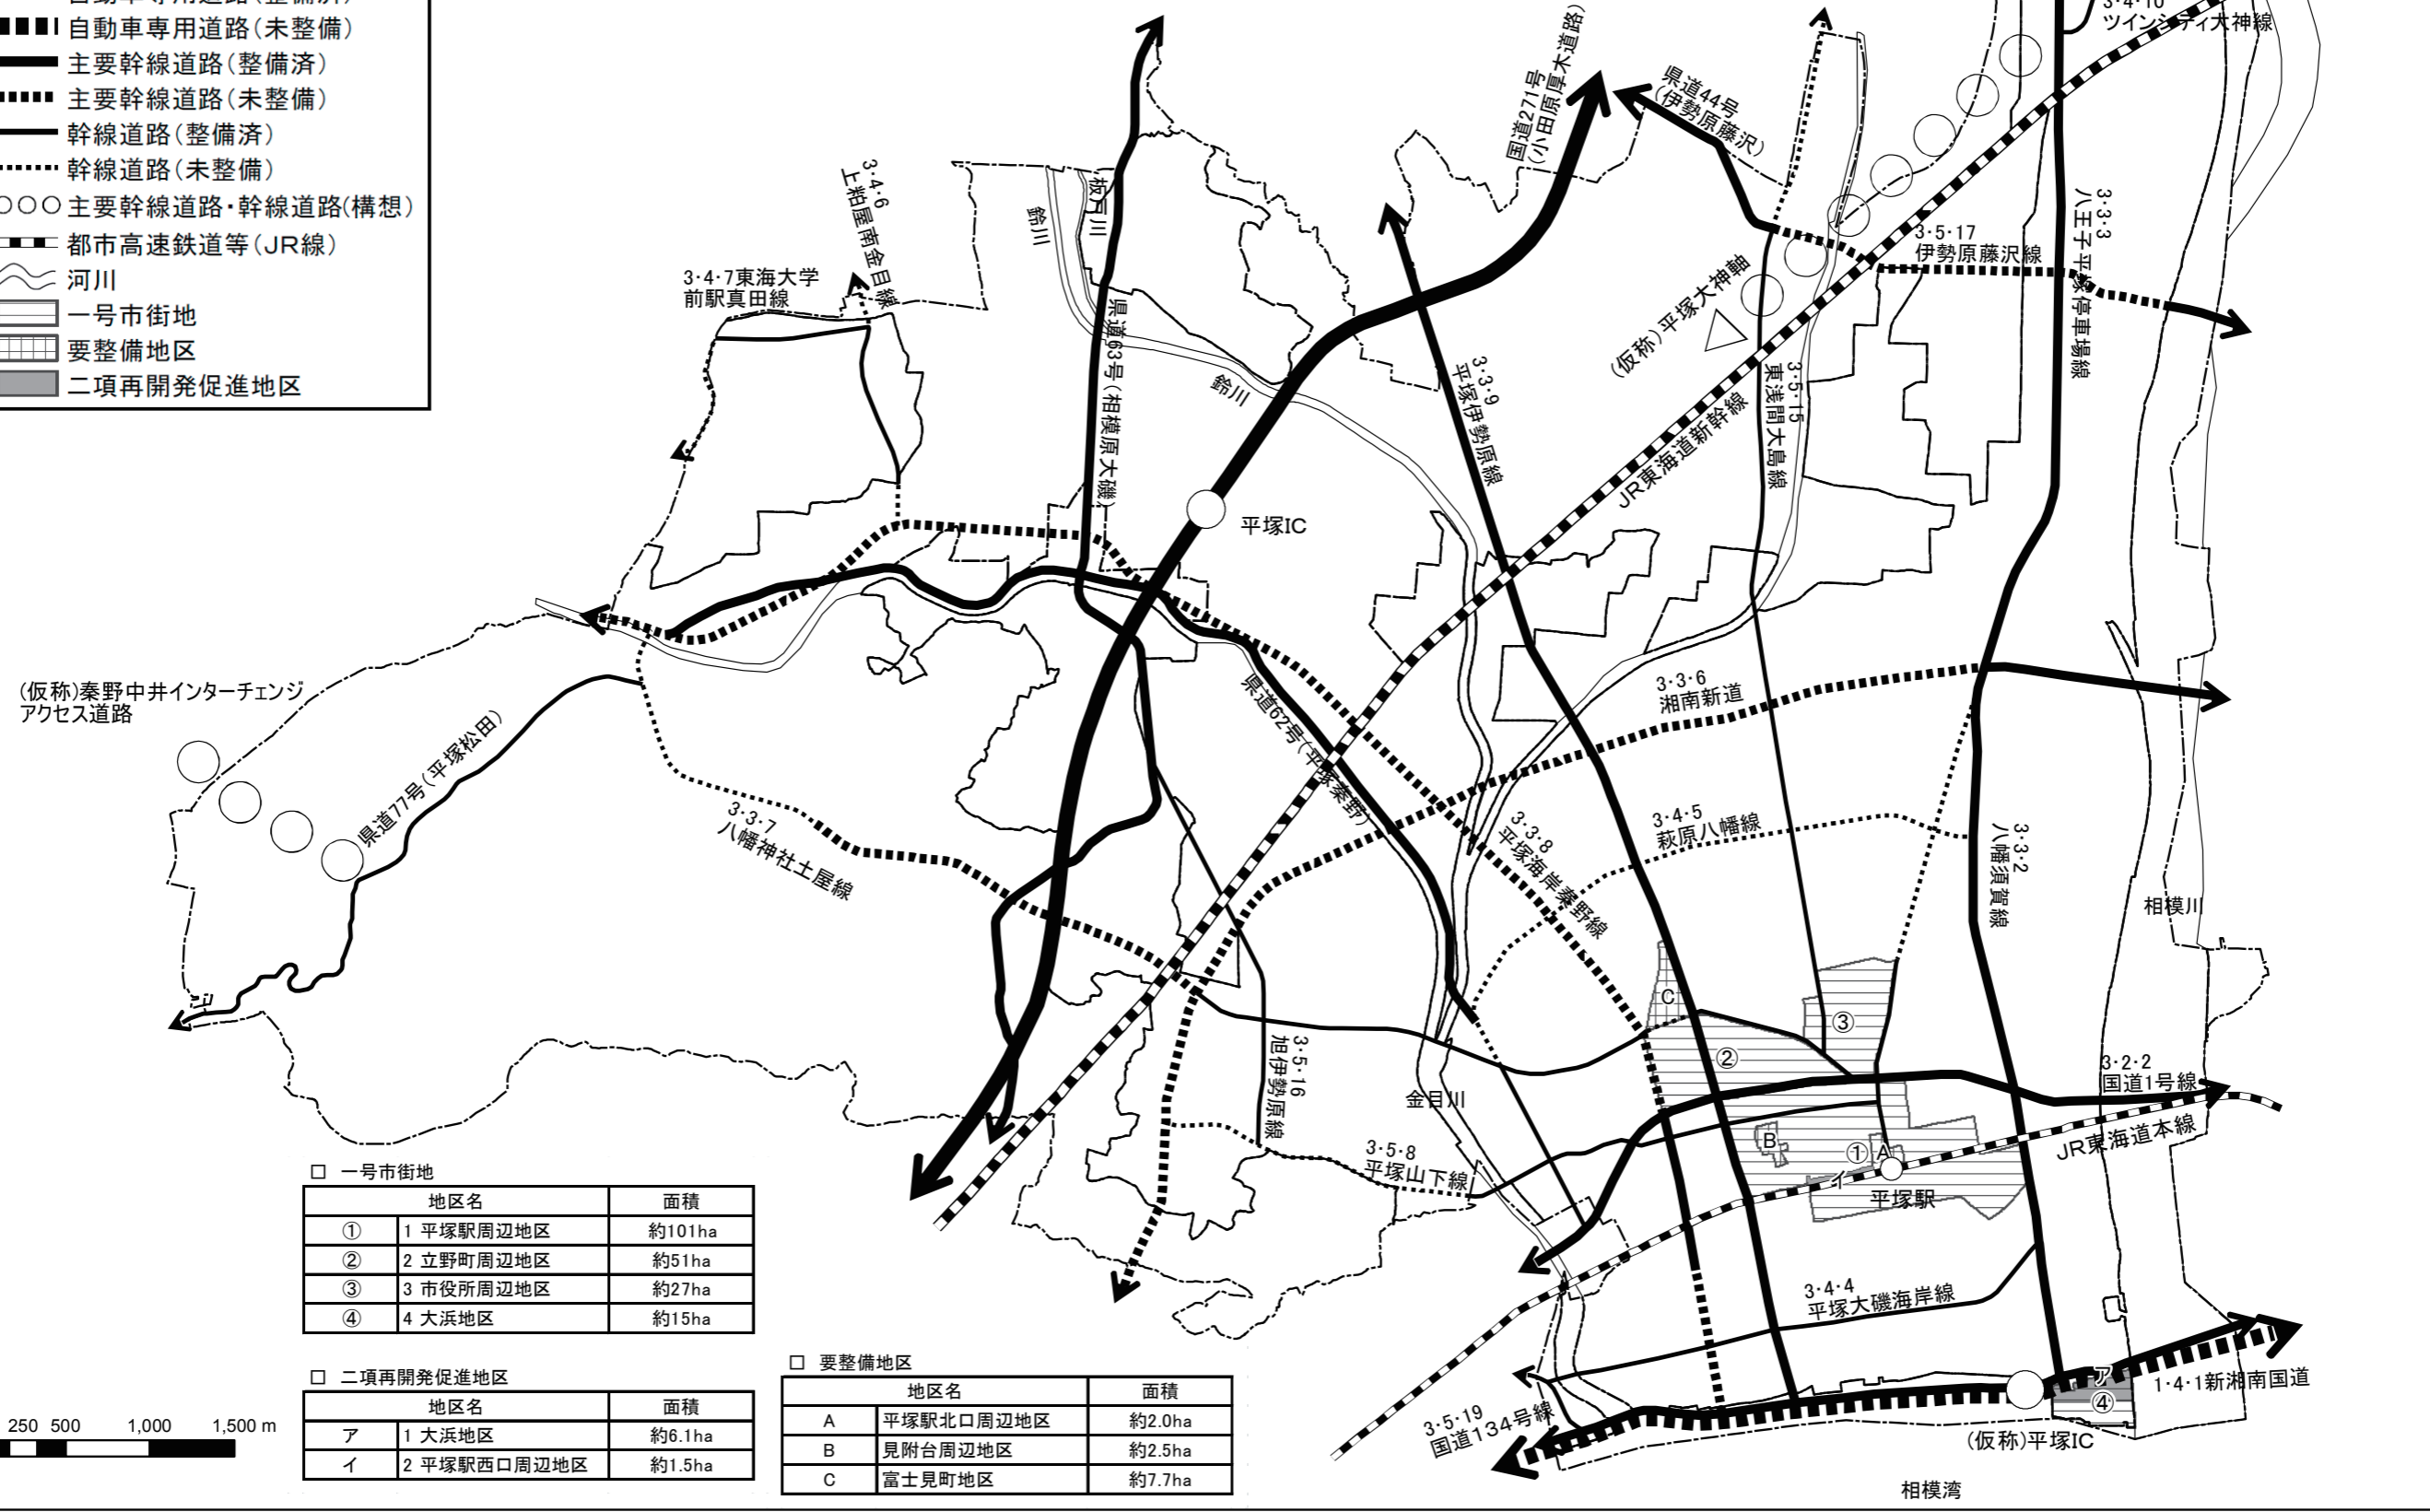 自動車専用道路(整備済)
自動車専用道路(未整備)
主要幹線道路(整備済)
主要幹線道路(未整備)
幹線道路(整備済)
幹線道路(未整備)
主要幹線道路・幹線道路(構想)
都市高速鉄道等(JR線)
河川
一号市街地
要整備地区
二項再開発促進地区
3・4・10
ツインシティ大神線
国道271号
(小田原厚木道路)
県道44号
(伊勢原藤沢)
3・4・6
上粕屋南金目線
鈴川
板戸川
3・4・7東海大学
前駅真田線
県道63号(相模原大磯)
鈴川
3・3・9
平塚伊勢原線
(仮称)平塚大神軸
3・5・17
伊勢原藤沢線
3・3・3
八王子平塚停車場線
3・5・15
東浅間大島線
JR東海道新幹線
平塚IC
(仮称)秦野中井インターチェンジ
アクセス道路
県道77号(平塚松田)
3・3・7
八幡神社土屋線
県道62号(平塚秦野)
3・3・6
湘南新道
3・3・8
平塚海岸秦野線
3・4・5
萩原八幡線
3・3・2
八幡須賀線
相模川
C
③
②
3・5・16
旭伊勢原線
金目川
3・2・2
国道1号線
JR東海道本線
3・5・8
平塚山下線
B
①
A
イ
平塚駅
3・4・4
平塚大磯海岸線
ア
④
1・4・1新湘南国道
3・5・19
国道134号線
(仮称)平塚IC
相模湾
□ 一号市街地
地区名 面積
① 1 平塚駅周辺地区 約101ha
② 2 立野町周辺地区 約51ha
③ 3 市役所周辺地区 約27ha
④ 4 大浜地区 約15ha
□ 二項再開発促進地区
地区名 面積
ア 1 大浜地区 約6.1ha
イ 2 平塚駅西口周辺地区 約1.5ha
□ 要整備地区
地区名 面積
A 平塚駅北口周辺地区 約2.0ha
B 見附台周辺地区 約2.5ha
C 富士見町地区 約7.7ha
250 500 1,000 1,500 m